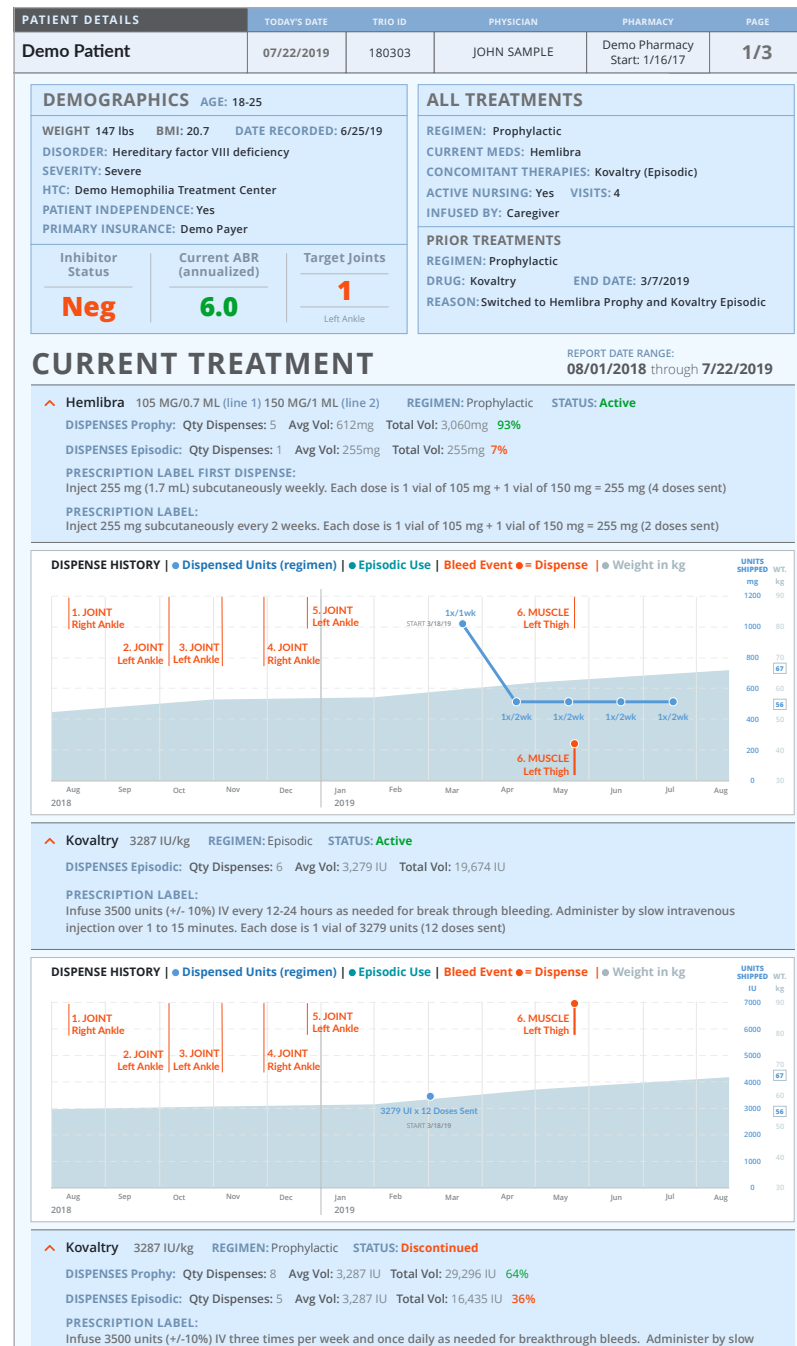 PATIENT DETAILS TODAY'S DATE TRIO ID PHYSICIAN PHARMACY PAGE
Demo Patient 07/22/2019 180303 JOHN SAMPLE Demo Pharmacy Start: 1/16/17 1/3
DEMOGRAPHICS AGE: 18-25
WEIGHT 147 lbs BMI: 20.7 DATE RECORDED: 6/25/19
DISORDER: Hereditary factor VIII deficiency
SEVERITY: Severe
HTC: Demo Hemophilia Treatment Center
PATIENT INDEPENDENCE: Yes
PRIMARY INSURANCE: Demo Payer
Inhibitor Status
Neg
Current ABR (annualized)
6.0
Target Joints
1
Left Ankle
ALL TREATMENTS
REGIMEN: Prophylactic
CURRENT MEDS: Hemlibra
CONCOMITANT THERAPIES: Kovaltry (Episodic)
ACTIVE NURSING: Yes VISITS: 4
INFUSED BY: Caregiver
PRIOR TREATMENTS
REGIMEN: Prophylactic
DRUG: Kovaltry END DATE: 3/7/2019
REASON: Switched to Hemlibra Prophy and Kovaltry Episodic
CURRENT TREATMENT
REPORT DATE RANGE:
08/01/2018 through 7/22/2019
Hemlibra 105 MG/0.7 ML (line 1) 150 MG/1 ML (line 2) REGIMEN: Prophylactic STATUS: Active
DISPENSES Prophy: Qty Dispenses: 5 Avg Vol: 612mg Total Vol: 3,060mg 93%
DISPENSES Episodic: Qty Dispenses: 1 Avg Vol: 255mg Total Vol: 255mg 7%
PRESCRIPTION LABEL FIRST DISPENSE:
Inject 255 mg (1.7 mL) subcutaneously weekly. Each dose is 1 vial of 105 mg + 1 vial of 150 mg = 255 mg (4 doses sent)
PRESCRIPTION LABEL:
Inject 255 mg subcutaneously every 2 weeks. Each dose is 1 vial of 105 mg + 1 vial of 150 mg = 255 mg (2 doses sent)
DISPENSE HISTORY | Dispensed Units (regimen) | Episodic Use | Bleed Event = Dispense | Weight in kg
UNITS SHIPPED WT.
mg kg
1200 90
1000 80
800 70
67
600 60
56
400 50
200 40
0 30
1. JOINT
Right Ankle
2. JOINT
Left Ankle
3. JOINT
Left Ankle
4. JOINT
Right Ankle
5. JOINT
Left Ankle
START 3/18/19
1x/1wk
6. MUSCLE
Left Thigh
1x/2wk 1x/2wk 1x/2wk 1x/2wk
6. MUSCLE
Left Thigh
Aug Sep Oct Nov Dec Jan Feb Mar Apr May Jun Jul Aug
2018 2019
Kovaltry 3287 IU/kg REGIMEN: Episodic STATUS: Active
DISPENSES Episodic: Qty Dispenses: 6 Avg Vol: 3,279 IU Total Vol: 19,674 IU
PRESCRIPTION LABEL:
Infuse 3500 units (+/- 10%) IV every 12-24 hours as needed for break through bleeding. Administer by slow intravenous
injection over 1 to 15 minutes. Each dose is 1 vial of 3279 units (12 doses sent)
DISPENSE HISTORY | Dispensed Units (regimen) | Episodic Use | Bleed Event = Dispense | Weight in kg
UNITS SHIPPED WT.
IU kg
7000 90
6000 80
5000 70
67
4000 60
56
3000 50
2000 40
1000
0 30
1. JOINT
Right Ankle
2. JOINT
Left Ankle
3. JOINT
Left Ankle
4. JOINT
Right Ankle
5. JOINT
Left Ankle
6. MUSCLE
Left Thigh
3279 UI x 12 Doses Sent
START 3/18/19
Aug Sep Oct Nov Dec Jan Feb Mar Apr May Jun Jul Aug
2018 2019
Kovaltry 3287 IU/kg REGIMEN: Prophylactic STATUS: Discontinued
DISPENSES Prophy: Qty Dispenses: 8 Avg Vol: 3,287 IU Total Vol: 29,296 IU 64%
DISPENSES Episodic: Qty Dispenses: 5 Avg Vol: 3,287 IU Total Vol: 16,435 IU 36%
PRESCRIPTION LABEL:
Infuse 3500 units (+/-10%) IV three times per week and once daily as needed for breakthrough bleeds. Administer by slow